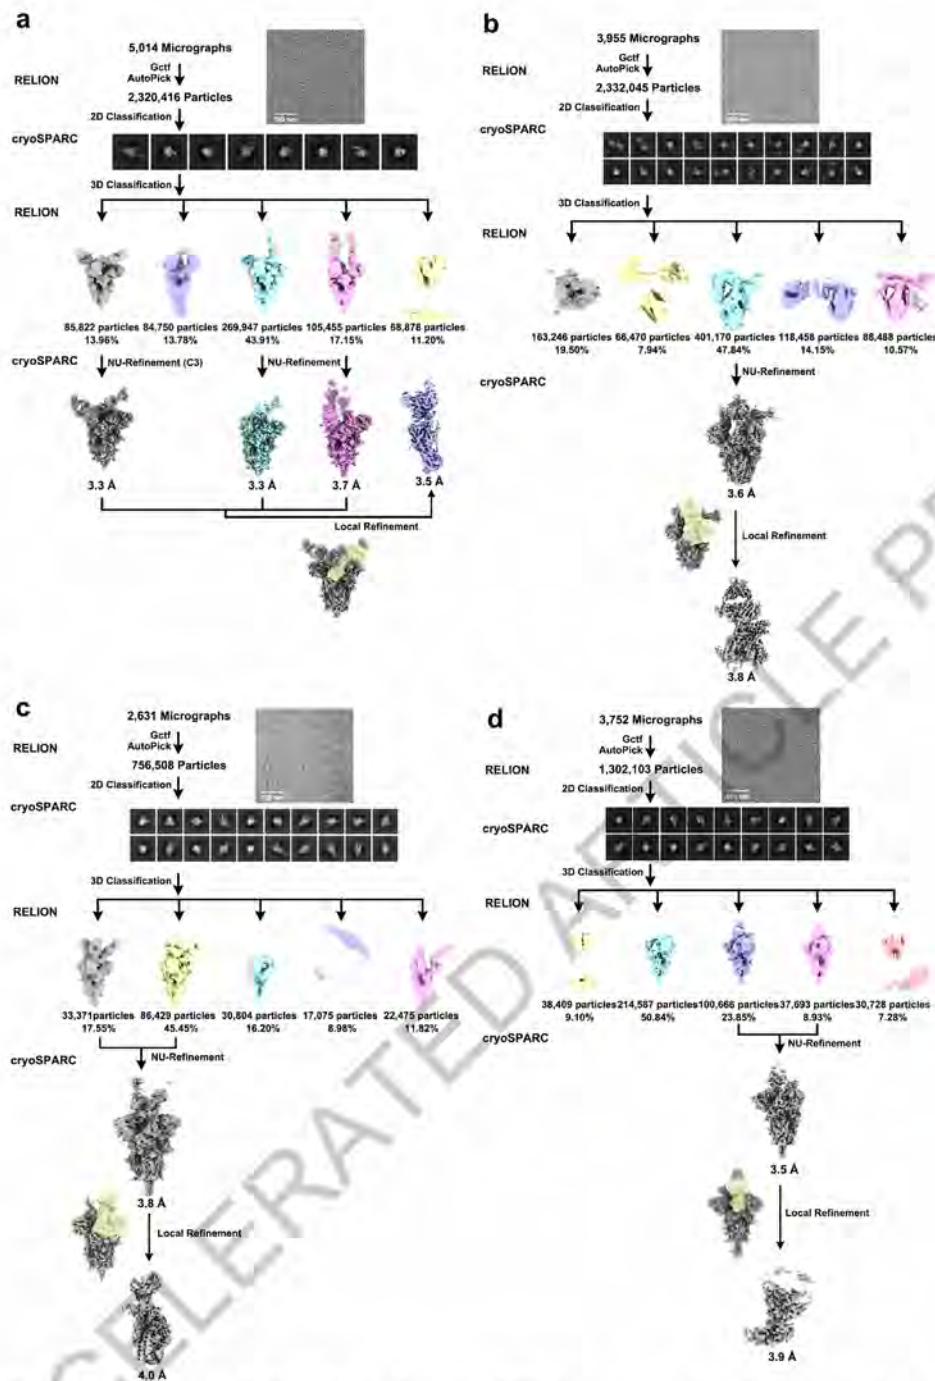 a
5,014 Micrographs
Gctf
AutoPick
RELION
2,320,416 Particles
2D Classification
cryoSPARC
3D Classification
RELION
85,822 particles 84,750 particles 269,947 particles 105,455 particles 68,878 particles
13.96% 13.78% 43.91% 17.15% 11.20%
cryoSPARC
NU-Refinement (C3) NU-Refinement
3.3 Å 3.3 Å 3.7 Å 3.5 Å
Local Refinement
b
3,955 Micrographs
Gctf
AutoPick
RELION
2,332,045 Particles
2D Classification
cryoSPARC
3D Classification
RELION
163,246 particles 66,470 particles 401,170 particles 118,458 particles 88,488 particles
19.50% 7.94% 47.84% 14.15% 10.57%
NU-Refinement
cryoSPARC
3.6 Å
Local Refinement
3.8 Å
c
2,631 Micrographs
Gctf
AutoPick
RELION
756,508 Particles
2D Classification
cryoSPARC
3D Classification
RELION
33,371particles 86,429 particles 30,804 particles 17,075 particles 22,475 particles
17.55% 45.45% 16.20% 8.98% 11.82%
NU-Refinement
cryoSPARC
3.8 Å
Local Refinement
4.0 Å
d
3,752 Micrographs
Gctf
AutoPick
RELION
1,302,103 Particles
2D Classification
cryoSPARC
3D Classification
RELION
38,409 particles 214,587 particles 100,666 particles 37,693 particles 30,728 particles
9.10% 50.84% 23.85% 8.93% 7.28%
cryoSPARC
NU-Refinement
3.5 Å
Local Refinement
3.9 Å
CELERATED ARTICLE P